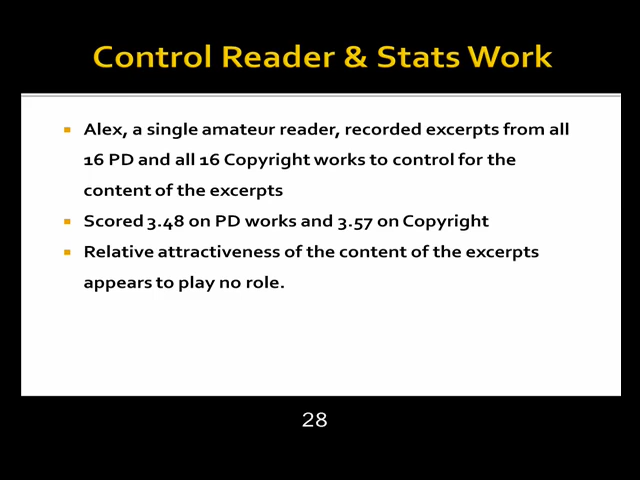 Control Reader & Stats Work
Alex, a single amateur reader, recorded excerpts from all
16 PD and all 16 Copyright works to control for the
content of the excerpts
Scored 3.48 on PD works and 3.57 on Copyright
Relative attractiveness of the content of the excerpts
appears to play no role.
28